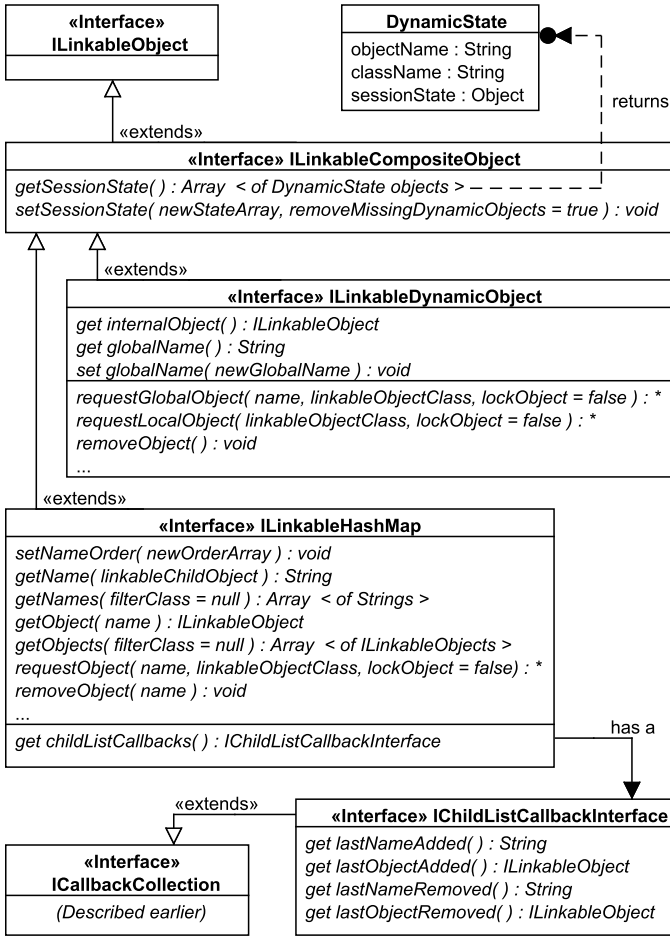 «Interface»
ILinkableObject
DynamicState
objectName : String
className : String
sessionState : Object
returns
«extends»
«Interface» ILinkableCompositeObject
getSessionState( ) : Array < of DynamicState objects >
setSessionState( newStateArray, removeMissingDynamicObjects = true ) : void
«extends»
«Interface» ILinkableDynamicObject
get internalObject( ) : ILinkableObject
get globalName( ) : String
set globalName( newGlobalName ) : void
requestGlobalObject( name, linkableObjectClass, lockObject = false ) : *
requestLocalObject( linkableObjectClass, lockObject = false ) : *
removeObject( ) : void
...
«extends»
«Interface» ILinkableHashMap
setNameOrder( newOrderArray ) : void
getName( linkableChildObject ) : String
getNames( filterClass = null ) : Array < of Strings >
getObject( name ) : ILinkableObject
getObjects( filterClass = null ) : Array < of ILinkableObjects >
requestObject( name, linkableObjectClass, lockObject = false) : *
removeObject( name ) : void
...
get childListCallbacks( ) : IChildListCallbackInterface
has a
«extends»
«Interface» IChildListCallbackInterface
get lastNameAdded( ) : String
get lastObjectAdded( ) : ILinkableObject
get lastNameRemoved( ) : String
get lastObjectRemoved( ) : ILinkableObject
«Interface»
ICallbackCollection
(Described earlier)